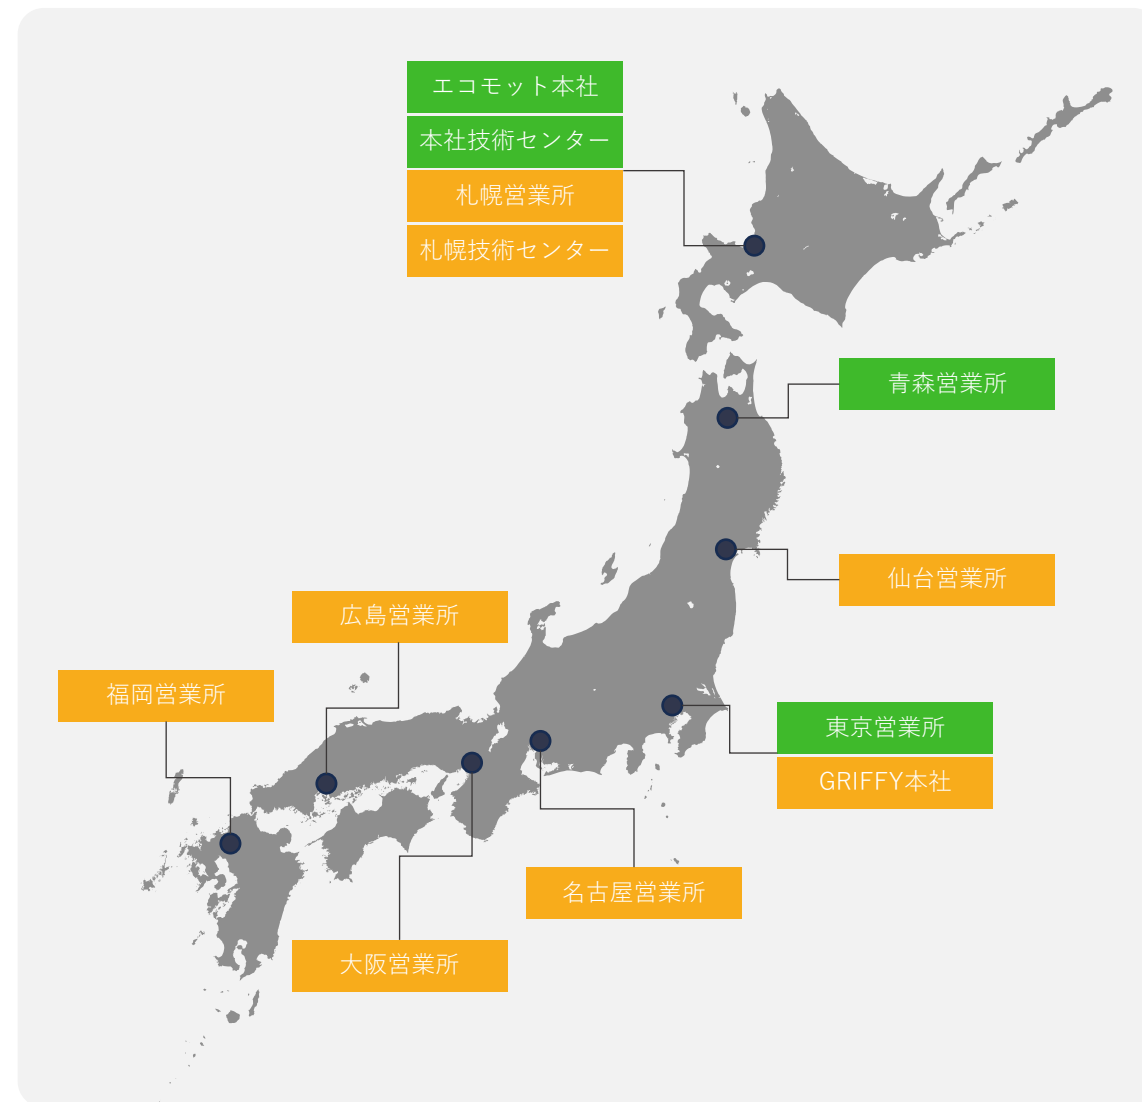 エコモット本社
本社技術センター
札幌営業所
札幌技術センター
青森営業所
仙台営業所
広島営業所
福岡営業所
東京営業所
GRIFFY本社
名古屋営業所
大阪営業所